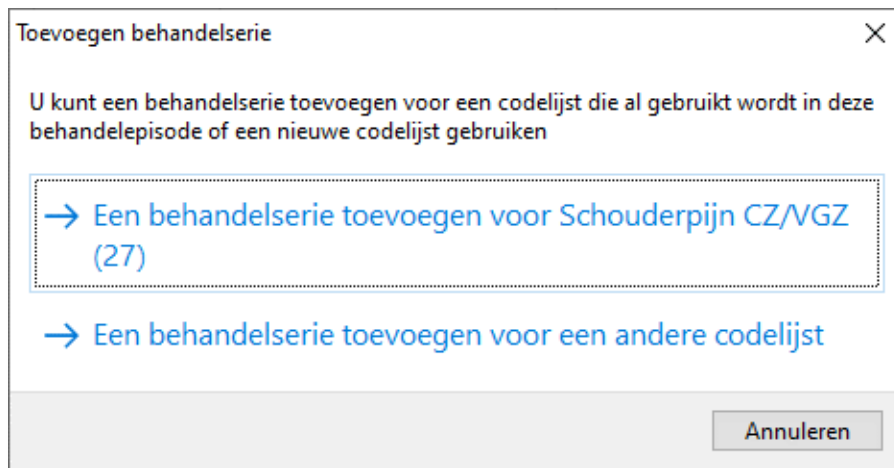 Toevoegen behandelserie
U kunt een behandelserie toevoegen voor een codelijst die al gebruikt wordt in deze
behandelepisode of een nieuwe codelijst gebruiken
Een behandelserie toevoegen voor Schouderpijn CZ/VGZ
(27)
Een behandelserie toevoegen voor een andere codelijst
Annuleren